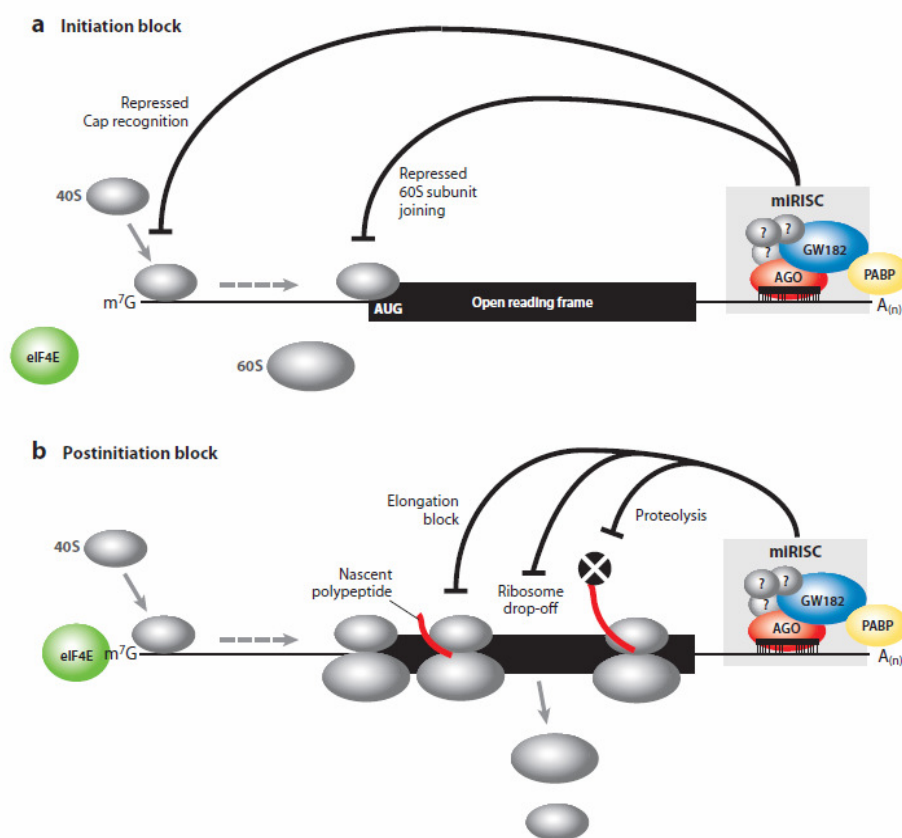 a Initiation block
Repressed
Cap recognition
40S
Repressed
60S subunit
joining
mIRISC
?
?
?
GW182
AGO
PABP
m⁷G
AUG
Open reading frame
A(n)
eIF4E
60S
b Postinitiation block
Elongation
block
Proteolysis
40S
Nascent
polypeptide
Ribosome
drop-off
mIRISC
?
?
?
GW182
AGO
PABP
eIF4E
m⁷G
A(n)